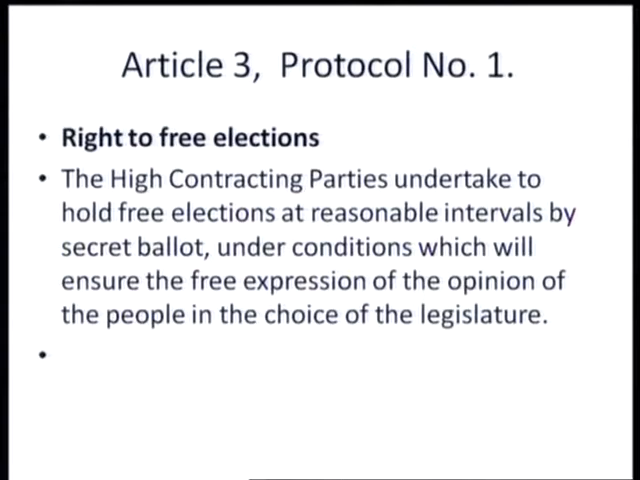 Article 3,  Protocol No. 1.
• Right to free elections
• The High Contracting Parties undertake to
hold free elections at reasonable intervals by
secret ballot, under conditions which will
ensure the free expression of the opinion of
the people in the choice of the legislature.
•